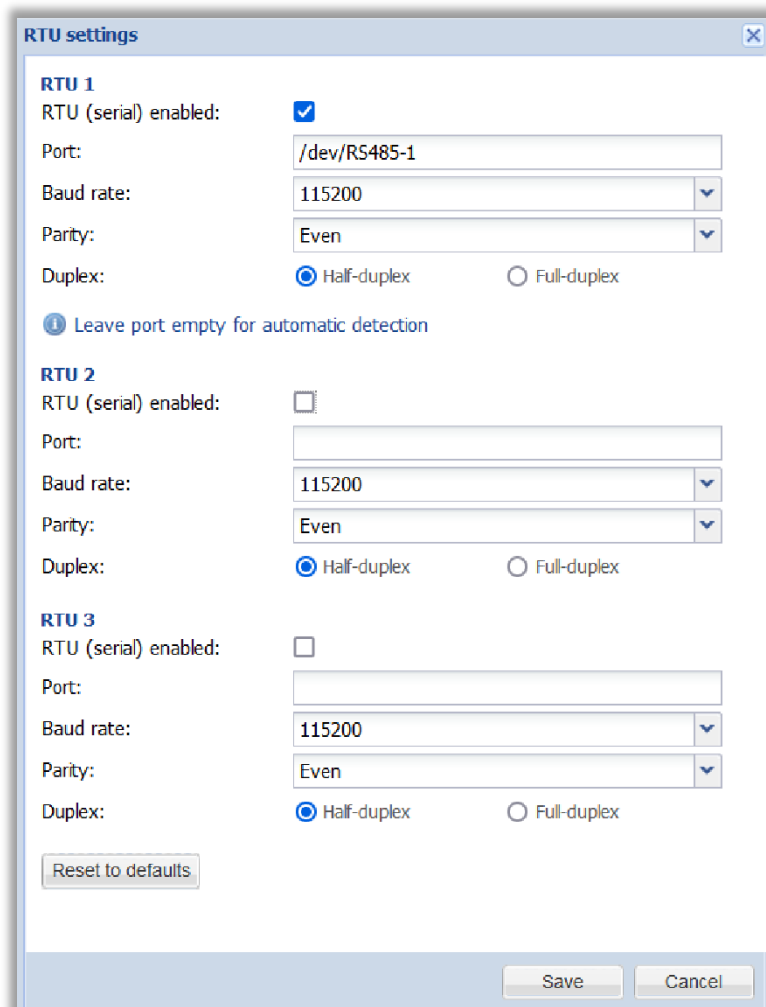 RTU settings
RTU 1
RTU (serial) enabled:
Port: /dev/RS485-1
Baud rate: 115200
Parity: Even
Duplex: Half-duplex Full-duplex
Leave port empty for automatic detection
RTU 2
RTU (serial) enabled:
Port:
Baud rate: 115200
Parity: Even
Duplex: Half-duplex Full-duplex
RTU 3
RTU (serial) enabled:
Port:
Baud rate: 115200
Parity: Even
Duplex: Half-duplex Full-duplex
Reset to defaults
Save Cancel